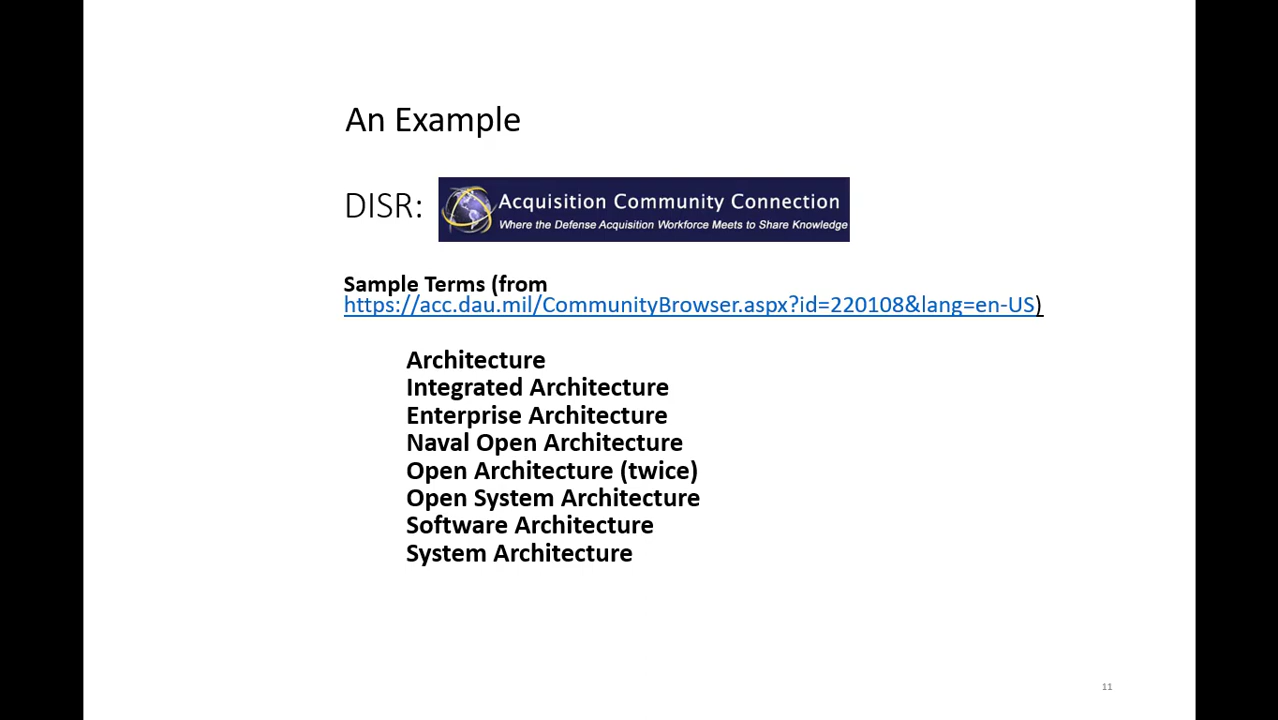 An Example
DISR:
Acquisition Community Connection
Where the Defense Acquisition Workforce Meets to Share Knowledge
Sample Terms (from
https://acc.dau.mil/CommunityBrowser.aspx?id=220108&lang=en-US)
Architecture
Integrated Architecture
Enterprise Architecture
Naval Open Architecture
Open Architecture (twice)
Open System Architecture
Software Architecture
System Architecture
11